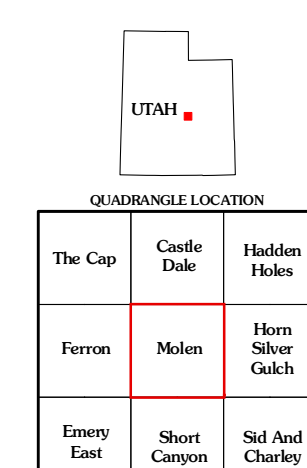 UTAH
QUADRANGLE LOCATION
The Cap
Castle
Dale
Hadden
Holes
Ferron
Molen
Horn
Silver
Gulch
Emery
East
Short
Canyon
Sid And
Charley